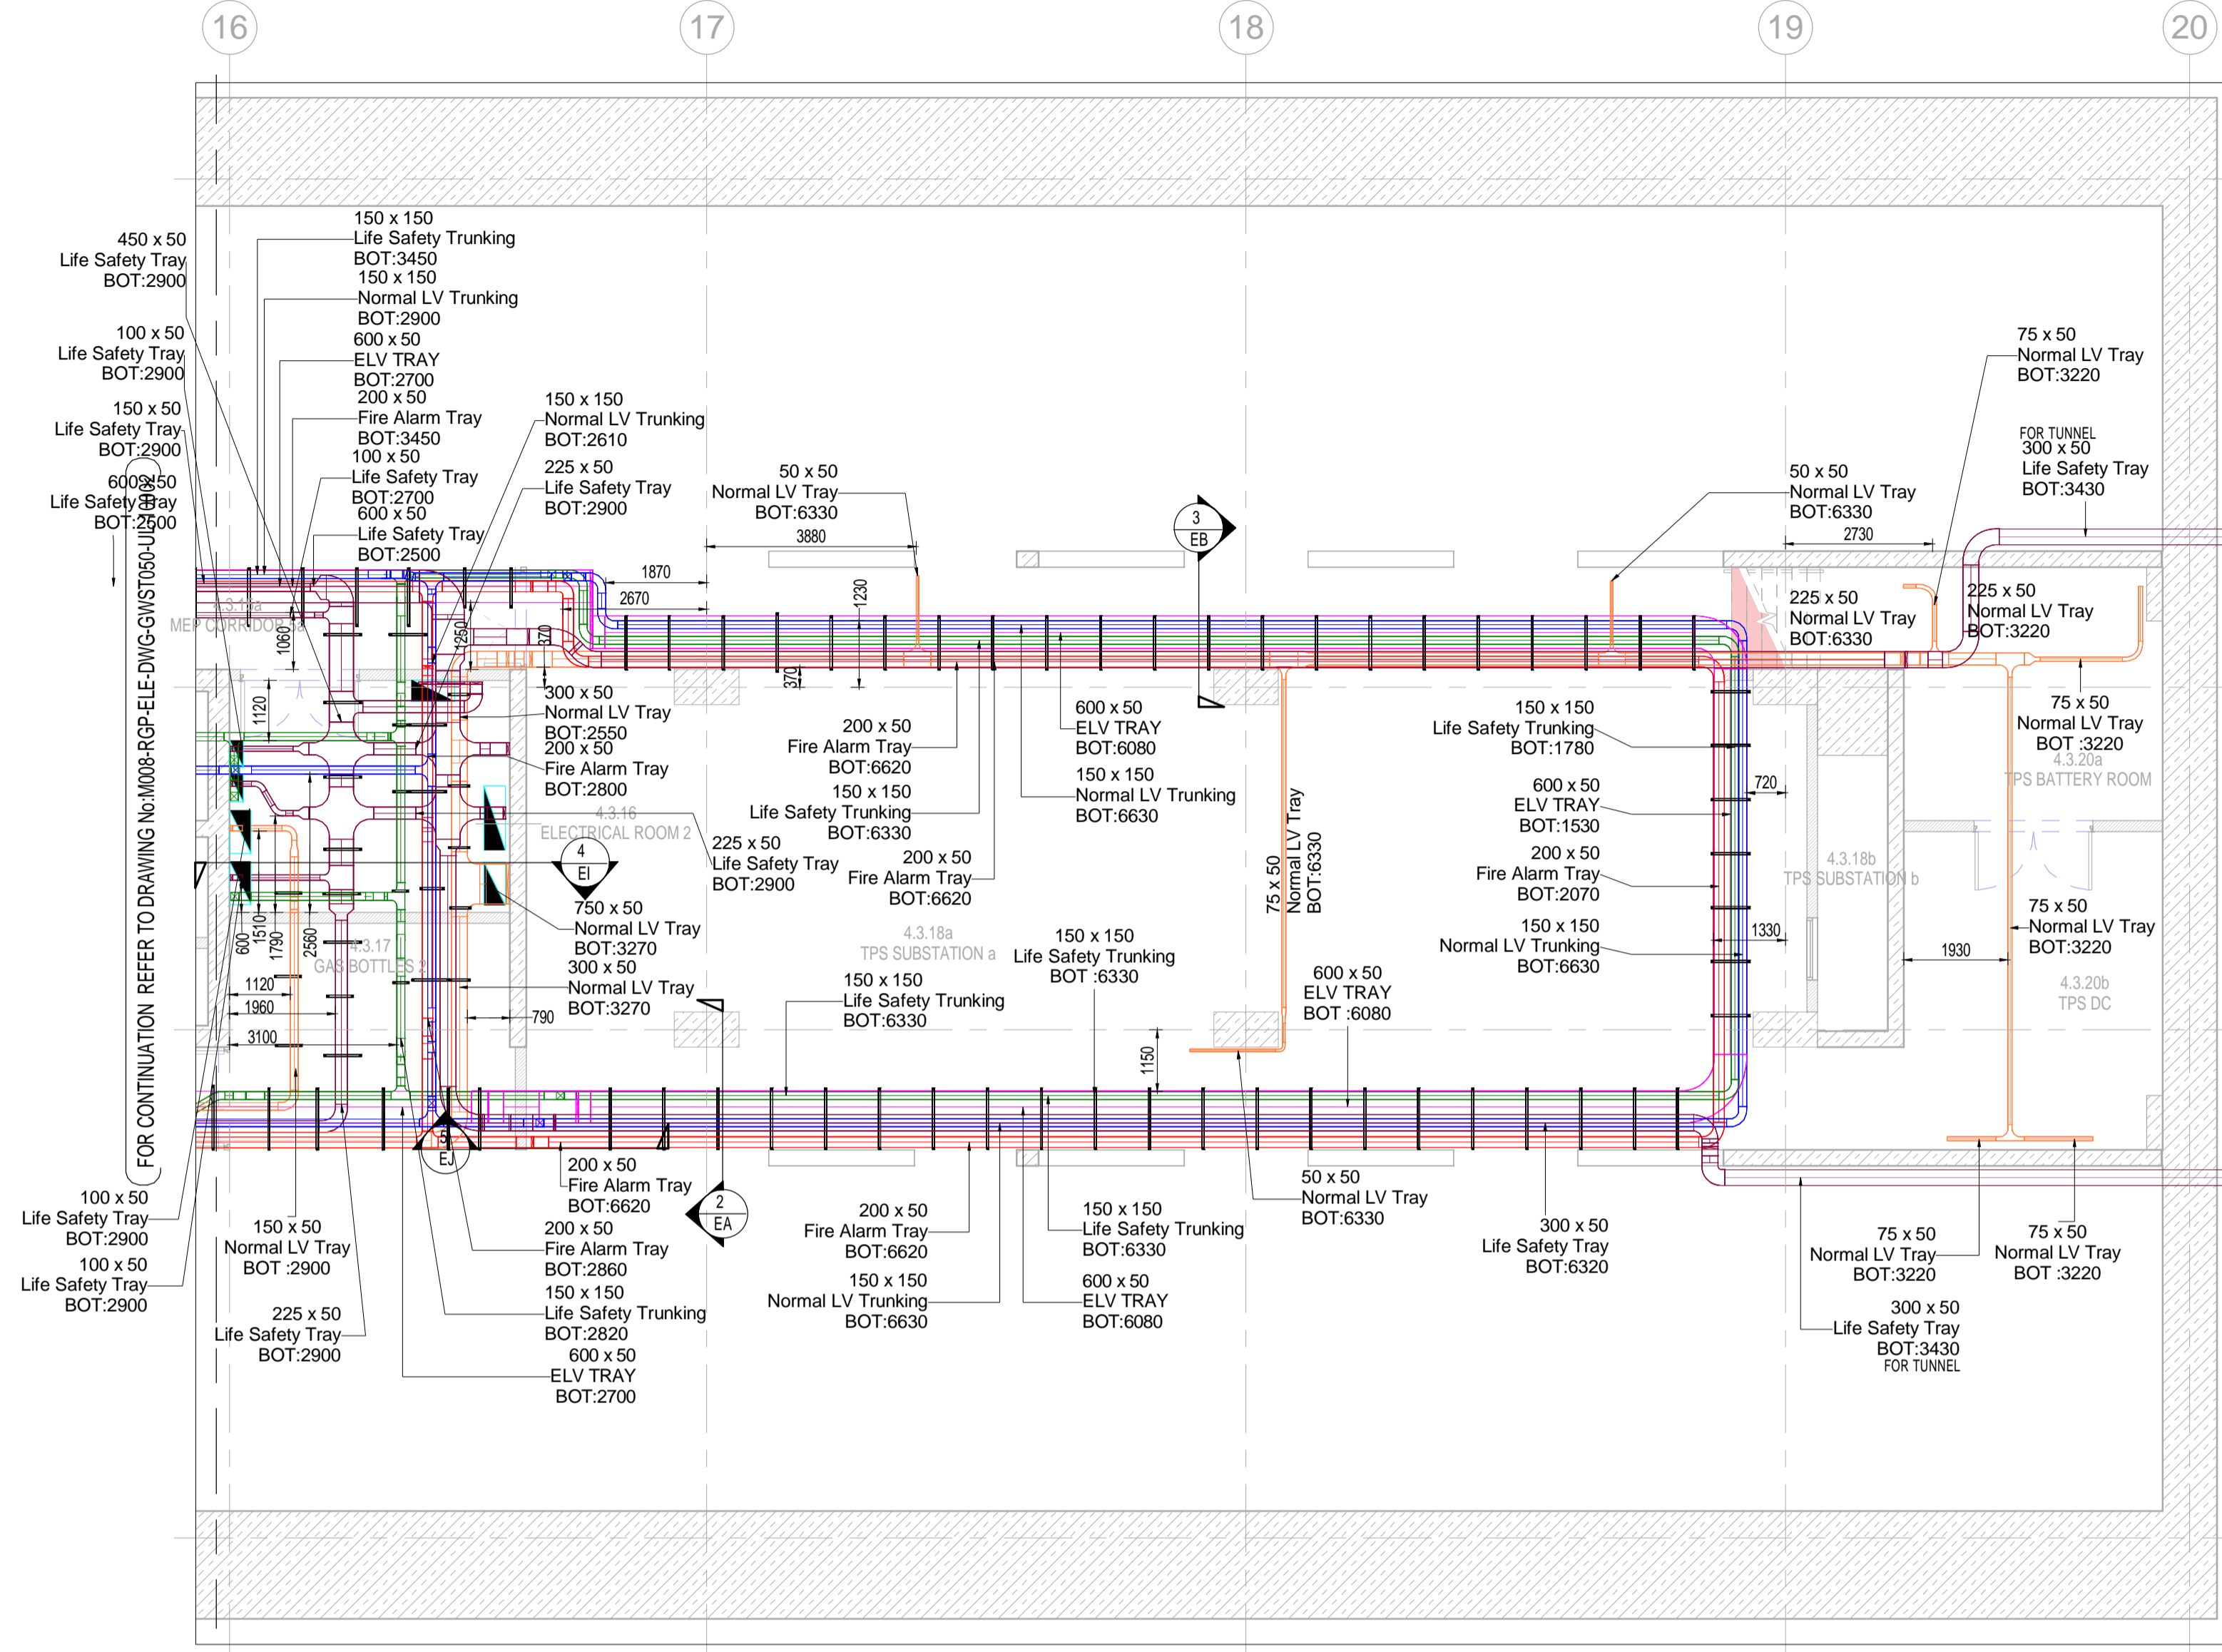 16
17
18
19
20
450 x 50
Life Safety Tray
BOT:2900
100 x 50
Life Safety Tray
BOT:2900
150 x 50
Life Safety Tray
BOT:2900
600x50
Life Safety Tray
BOT:2500
FOR CONTINUATION REFER TO DRAWING No:M008-RGP-ELE-DWG-GWST050-UL-10002
150 x 150
Life Safety Trunking
BOT:3450
150 x 150
Normal LV Trunking
BOT:2900
600 x 50
ELV TRAY
BOT:2700
200 x 50
Fire Alarm Tray
BOT:3450
100 x 50
Life Safety Tray
BOT:2700
600 x 50
Life Safety Tray
BOT:2500
150 x 150
Normal LV Trunking
BOT:2610
225 x 50
Life Safety Tray
BOT:2900
50 x 50
Normal LV Tray
BOT:6330
3880
3
EB
50 x 50
Normal LV Tray
BOT:6330
2730
75 x 50
Normal LV Tray
BOT:3220
FOR TUNNEL
300 x 50
Life Safety Tray
BOT:3430
1870
2670
1230
370
370
1250
1060
1120
MEP CORRIDOR
225 x 50
Normal LV Tray
BOT:6330
225 x 50
Normal LV Tray
BOT:3220
300 x 50
Normal LV Tray
BOT:2550
200 x 50
Fire Alarm Tray
BOT:2800
4.3.16
ELECTRICAL ROOM 2
200 x 50
Fire Alarm Tray
BOT:6620
150 x 150
Life Safety Trunking
BOT:6330
200 x 50
Fire Alarm Tray
BOT:6620
600 x 50
ELV TRAY
BOT:6080
150 x 150
Normal LV Trunking
BOT:6630
75 x 50
Normal LV Tray
BOT:6330
150 x 150
Life Safety Trunking
BOT:1780
600 x 50
ELV TRAY
BOT:1530
200 x 50
Fire Alarm Tray
BOT:2070
150 x 150
Normal LV Trunking
BOT:6630
720
1330
75 x 50
Normal LV Tray
BOT :3220
4.3.20a
TPS BATTERY ROOM
4.3.18b
TPS SUBSTATION b
75 x 50
Normal LV Tray
BOT:3220
1930
4.3.20b
TPS DC
225 x 50
Life Safety Tray
BOT:2900
4
EI
750 x 50
Normal LV Tray
BOT:3270
300 x 50
Normal LV Tray
BOT:3270
790
4.3.18a
TPS SUBSTATION a
150 x 150
Life Safety Trunking
BOT:6330
150 x 150
Life Safety Trunking
BOT :6330
600 x 50
ELV TRAY
BOT :6080
1150
600
1510
1790
2560
4.3.17
GAS BOTTLES 2
1120
1960
3100
5
EJ
2
EA
100 x 50
Life Safety Tray
BOT:2900
100 x 50
Life Safety Tray
BOT:2900
150 x 50
Normal LV Tray
BOT :2900
225 x 50
Life Safety Tray
BOT:2900
200 x 50
Fire Alarm Tray
BOT:6620
200 x 50
Fire Alarm Tray
BOT:2860
150 x 150
Life Safety Trunking
BOT:2820
600 x 50
ELV TRAY
BOT:2700
200 x 50
Fire Alarm Tray
BOT:6620
150 x 150
Normal LV Trunking
BOT:6630
150 x 150
Life Safety Trunking
BOT:6330
600 x 50
ELV TRAY
BOT:6080
50 x 50
Normal LV Tray
BOT:6330
300 x 50
Life Safety Tray
BOT:6320
75 x 50
Normal LV Tray
BOT:3220
75 x 50
Normal LV Tray
BOT :3220
300 x 50
Life Safety Tray
BOT:3430
FOR TUNNEL